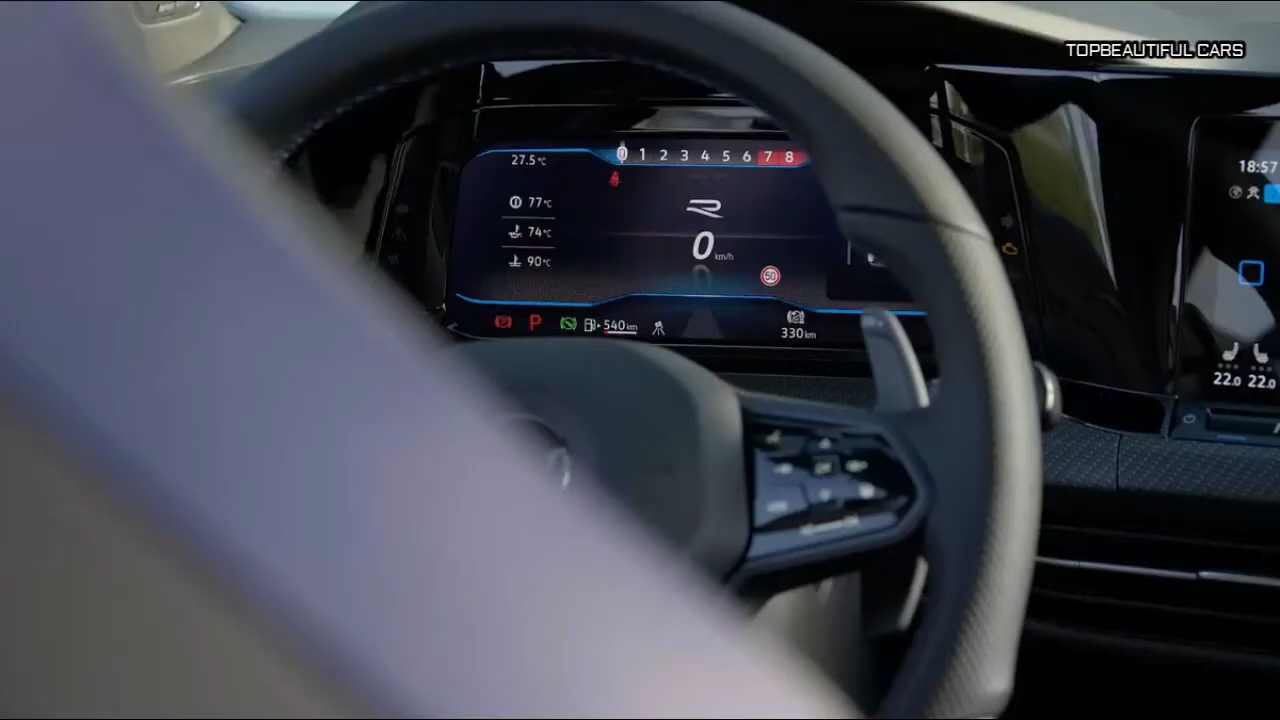 TOPBEAUTIFUL CARS
27.5°C
0 1 2 3 4 5 6 7 8
18:57
77°C
74°C
R
0 km/h
90°C
50
P
540 km
330 km
22.0 22.0